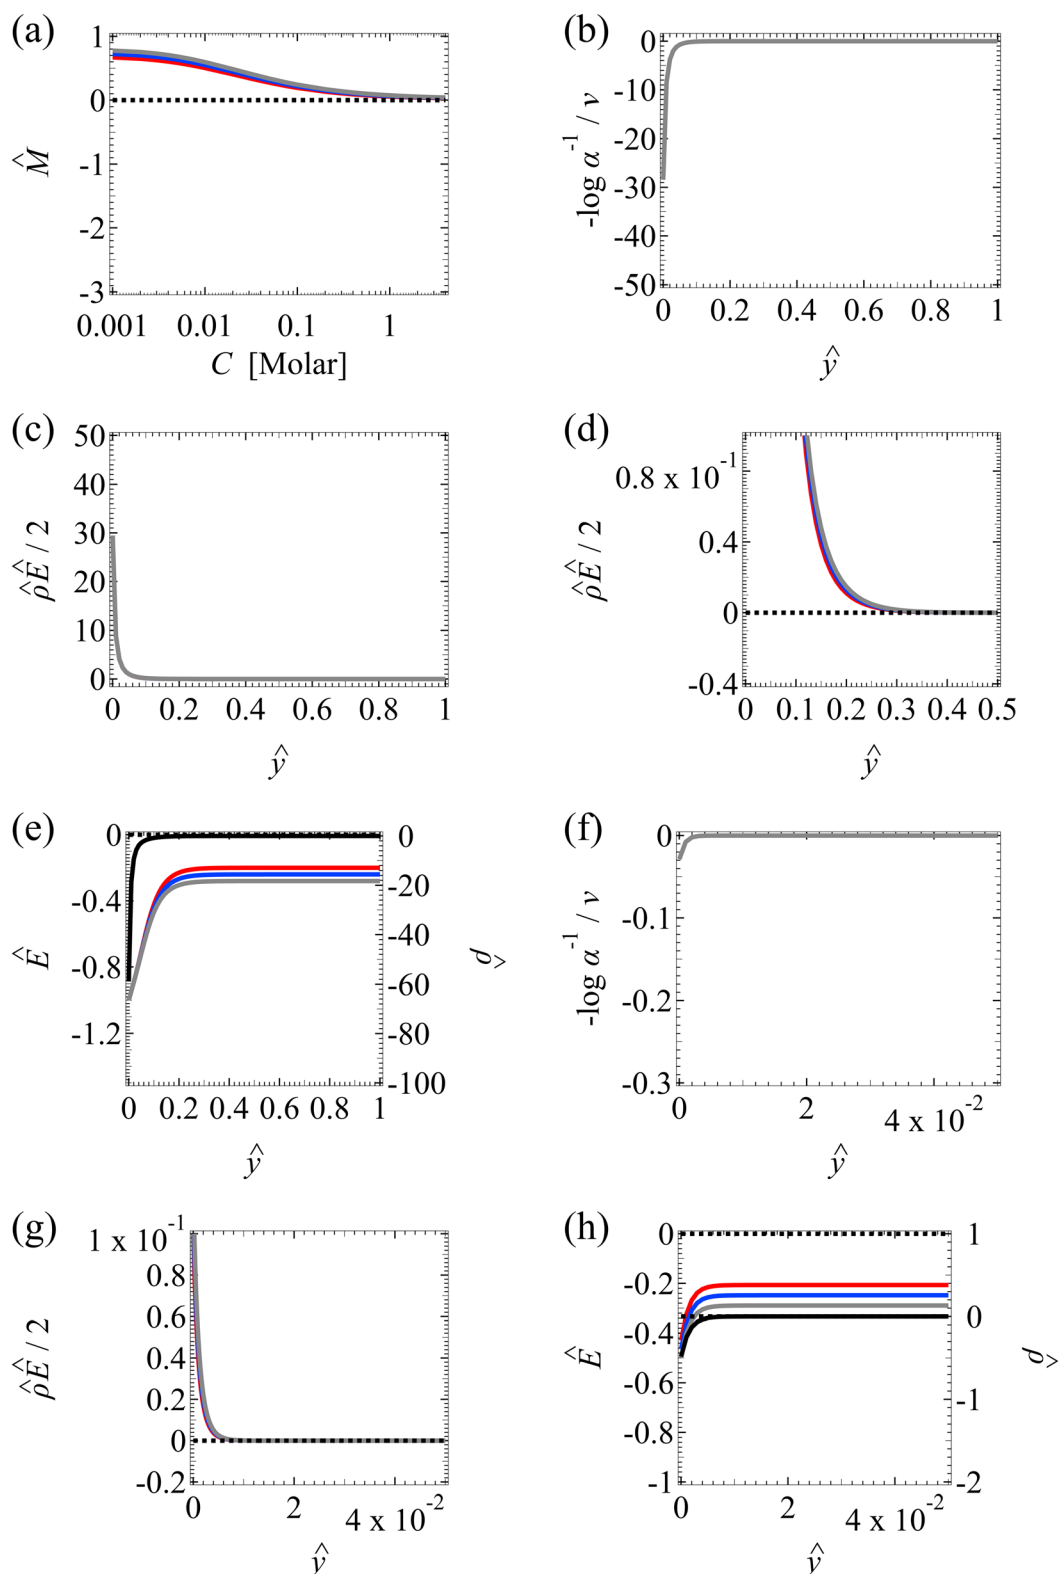 (a)
1
0
-1
-2
-3
M̂
0.001 0.01 0.1 1
C [Molar]
(b)
0
-10
-20
-30
-40
-50
-log α⁻¹ / ν
0 0.2 0.4 0.6 0.8 1
ŷ
(c)
50
40
30
20
10
0
ρ̂Ê / 2
0 0.2 0.4 0.6 0.8 1
ŷ
(d)
0.8 x 10⁻¹
0.4
0
-0.4
ρ̂Ê / 2
0 0.1 0.2 0.3 0.4 0.5
ŷ
(e)
0
-0.4
-0.8
-1.2
Ê
0
-20
-40
-60
-80
-100
ρ̂
0 0.2 0.4 0.6 0.8 1
ŷ
(f)
0
-0.1
-0.2
-0.3
-log α⁻¹ / ν
0 2 4 x 10⁻²
ŷ
(g)
1 x 10⁻¹
0.8
0.6
0.4
0.2
0
-0.2
ρ̂Ê / 2
0 2 4 x 10⁻²
ŷ
(h)
0
-0.2
-0.4
-0.6
-0.8
-1
Ê
1
0
-1
-2
ρ̂
0 2 4 x 10⁻²
ŷ